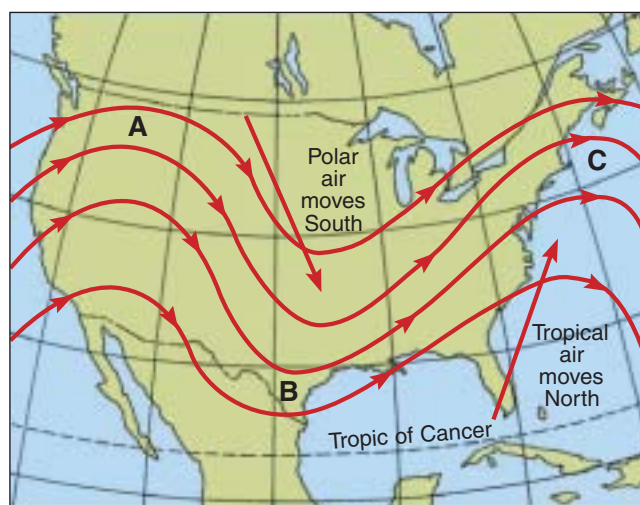 A
Polar
air
moves
South
C
B
Tropical
air
moves
North
Tropic of Cancer